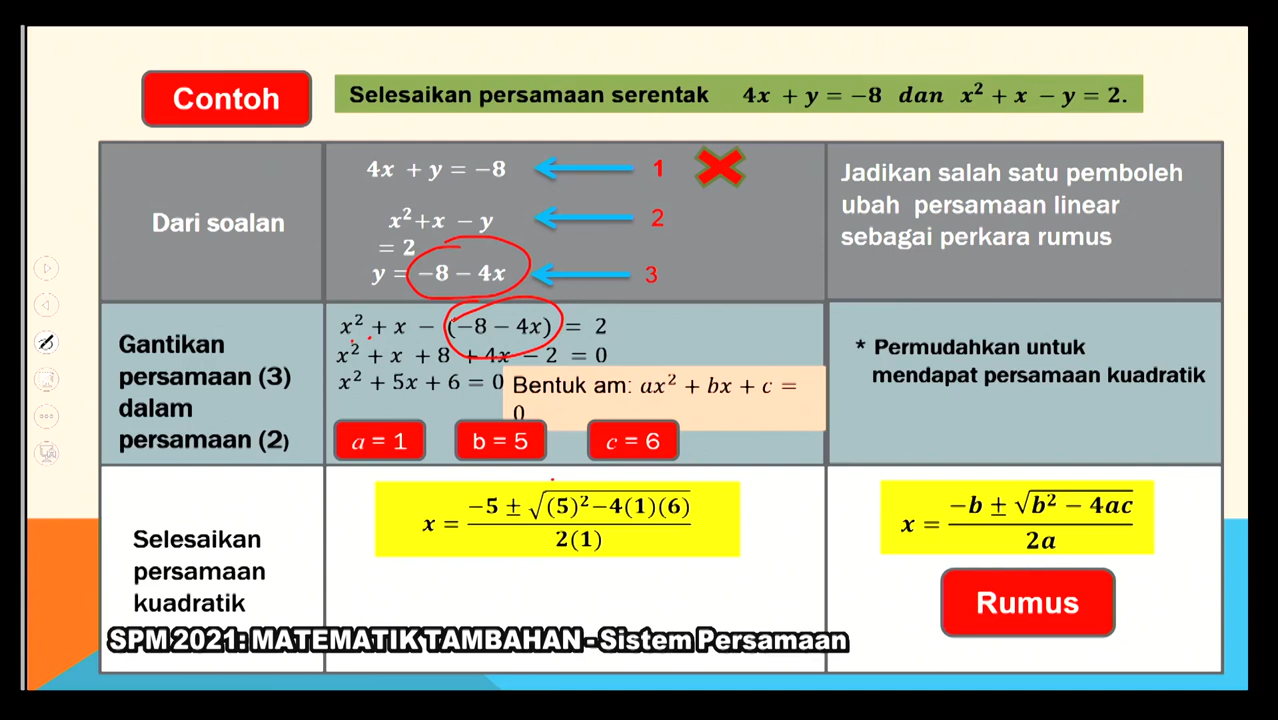 Contoh
Selesaikan persamaan serentak 4x + y = −8 dan x² + x − y = 2.
Dari soalan
4x + y = −8
1
x²+x − y
= 2
2
y = −8 − 4x
3
Jadikan salah satu pemboleh
ubah persamaan linear
sebagai perkara rumus
Gantikan
persamaan (3)
dalam
persamaan (2)
x² + x − (−8 − 4x) = 2
x² + x + 8 + 4x − 2 = 0
x² + 5x + 6 = 0
Bentuk am: ax² + bx + c =
0
a = 1
b = 5
c = 6
* Permudahkan untuk
mendapat persamaan kuadratik
Selesaikan
persamaan
kuadratik
x = (−5 ± √((5)²−4(1)(6))) / 2(1)
x = (−b ± √(b² − 4ac)) / 2a
Rumus
SPM 2021: MATEMATIK TAMBAHAN - Sistem Persamaan